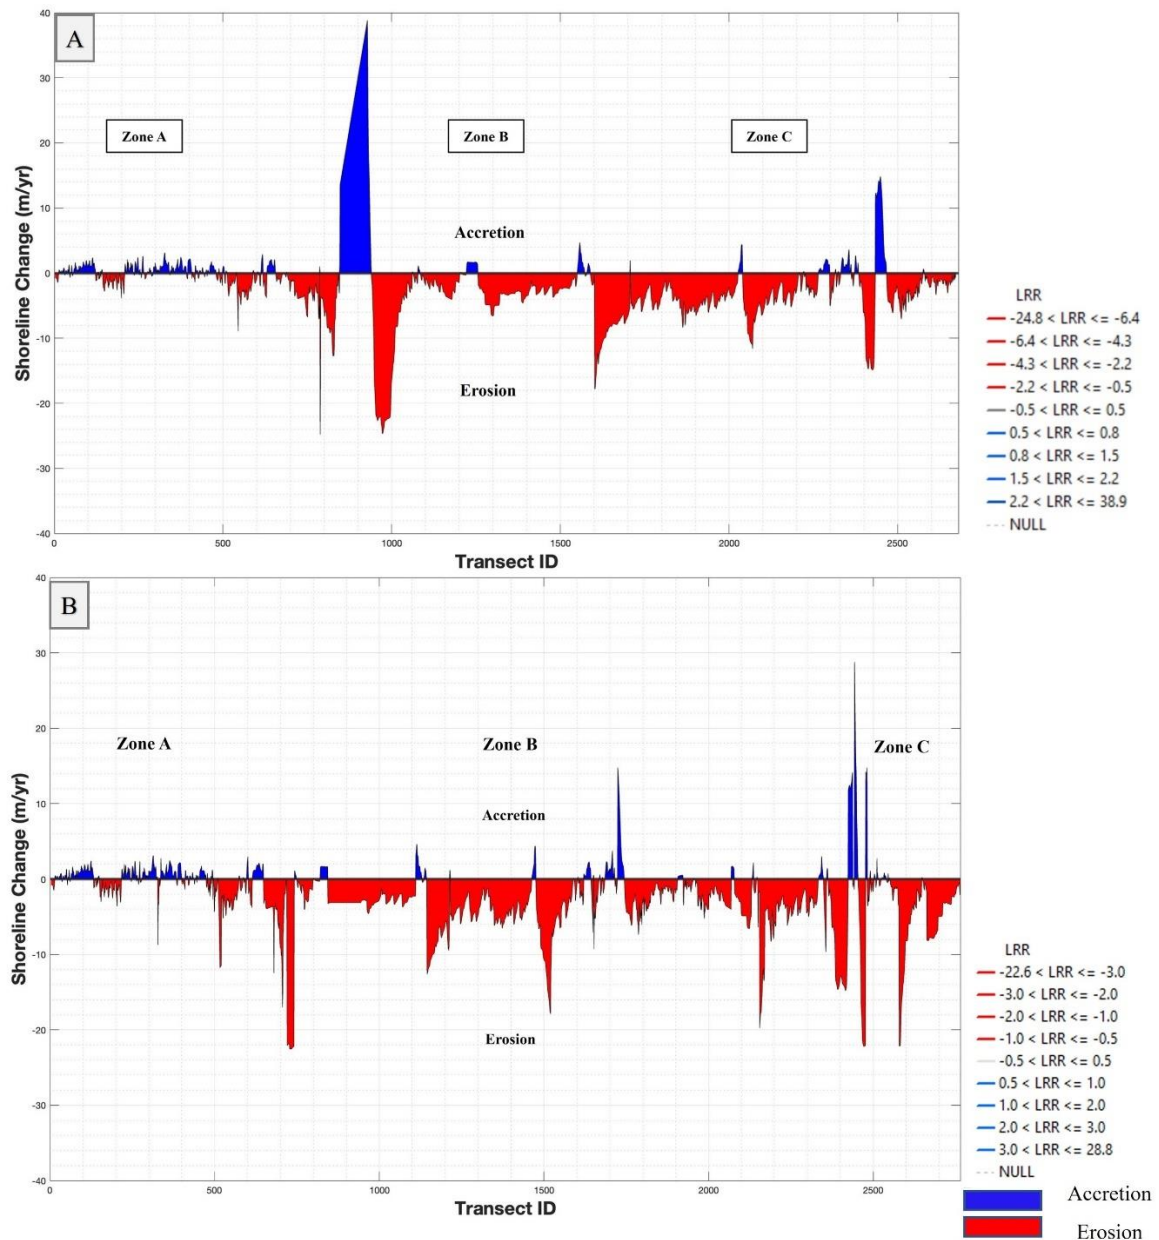 A
40
30
20
10
0
-10
-20
-30
-40
Shoreline Change (m/yr)
Zone A
Zone B
Zone C
Accretion
Erosion
0 500 1000 1500 2000 2500
Transect ID
LRR
-24.8 < LRR <= -6.4
-6.4 < LRR <= -4.3
-4.3 < LRR <= -2.2
-2.2 < LRR <= -0.5
-0.5 < LRR <= 0.5
0.5 < LRR <= 0.8
0.8 < LRR <= 1.5
1.5 < LRR <= 2.2
2.2 < LRR <= 38.9
NULL
B
40
30
20
10
0
-10
-20
-30
-40
Shoreline Change (m/yr)
Zone A
Zone B
Zone C
Accretion
Erosion
0 500 1000 1500 2000 2500
Transect ID
LRR
-22.6 < LRR <= -3.0
-3.0 < LRR <= -2.0
-2.0 < LRR <= -1.0
-1.0 < LRR <= -0.5
-0.5 < LRR <= 0.5
0.5 < LRR <= 1.0
1.0 < LRR <= 2.0
2.0 < LRR <= 3.0
3.0 < LRR <= 28.8
NULL
Accretion
Erosion